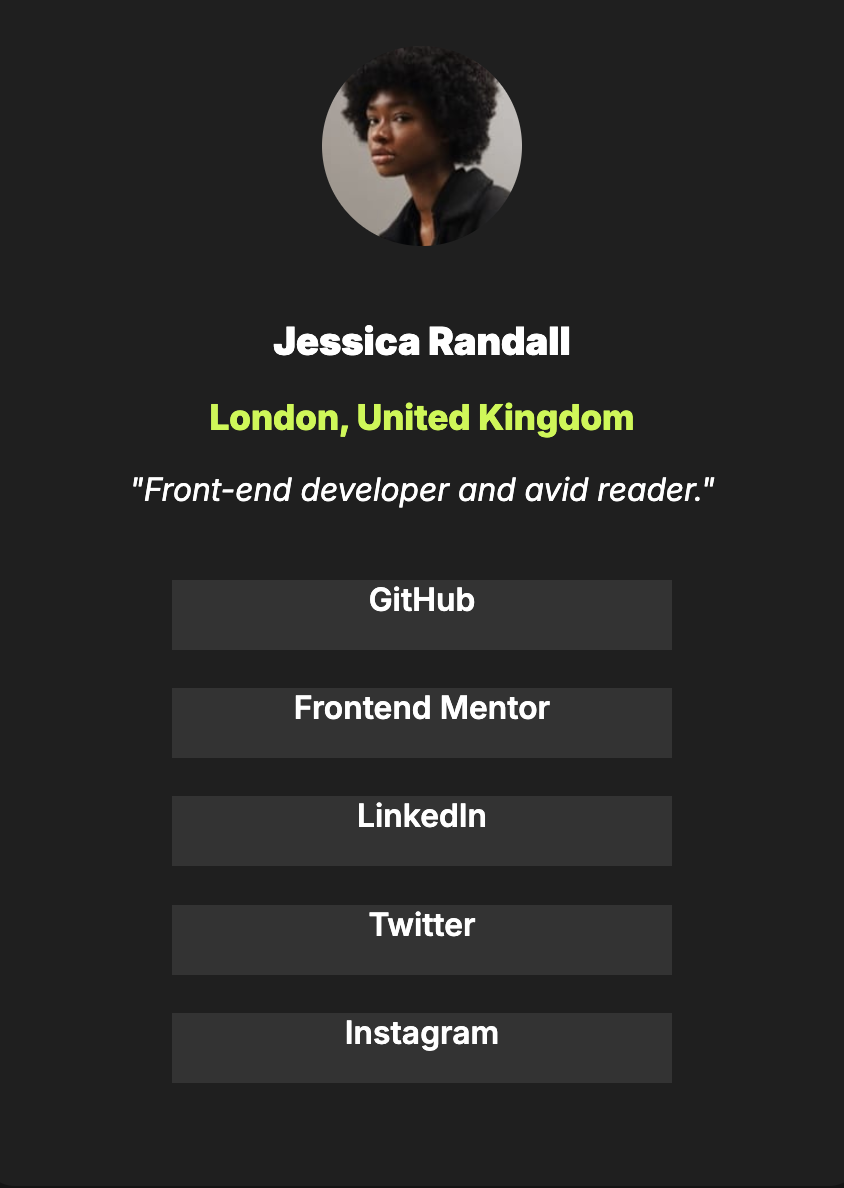 Jessica Randall
London, United Kingdom
"Front-end developer and avid reader."
GitHub
Frontend Mentor
LinkedIn
Twitter
Instagram